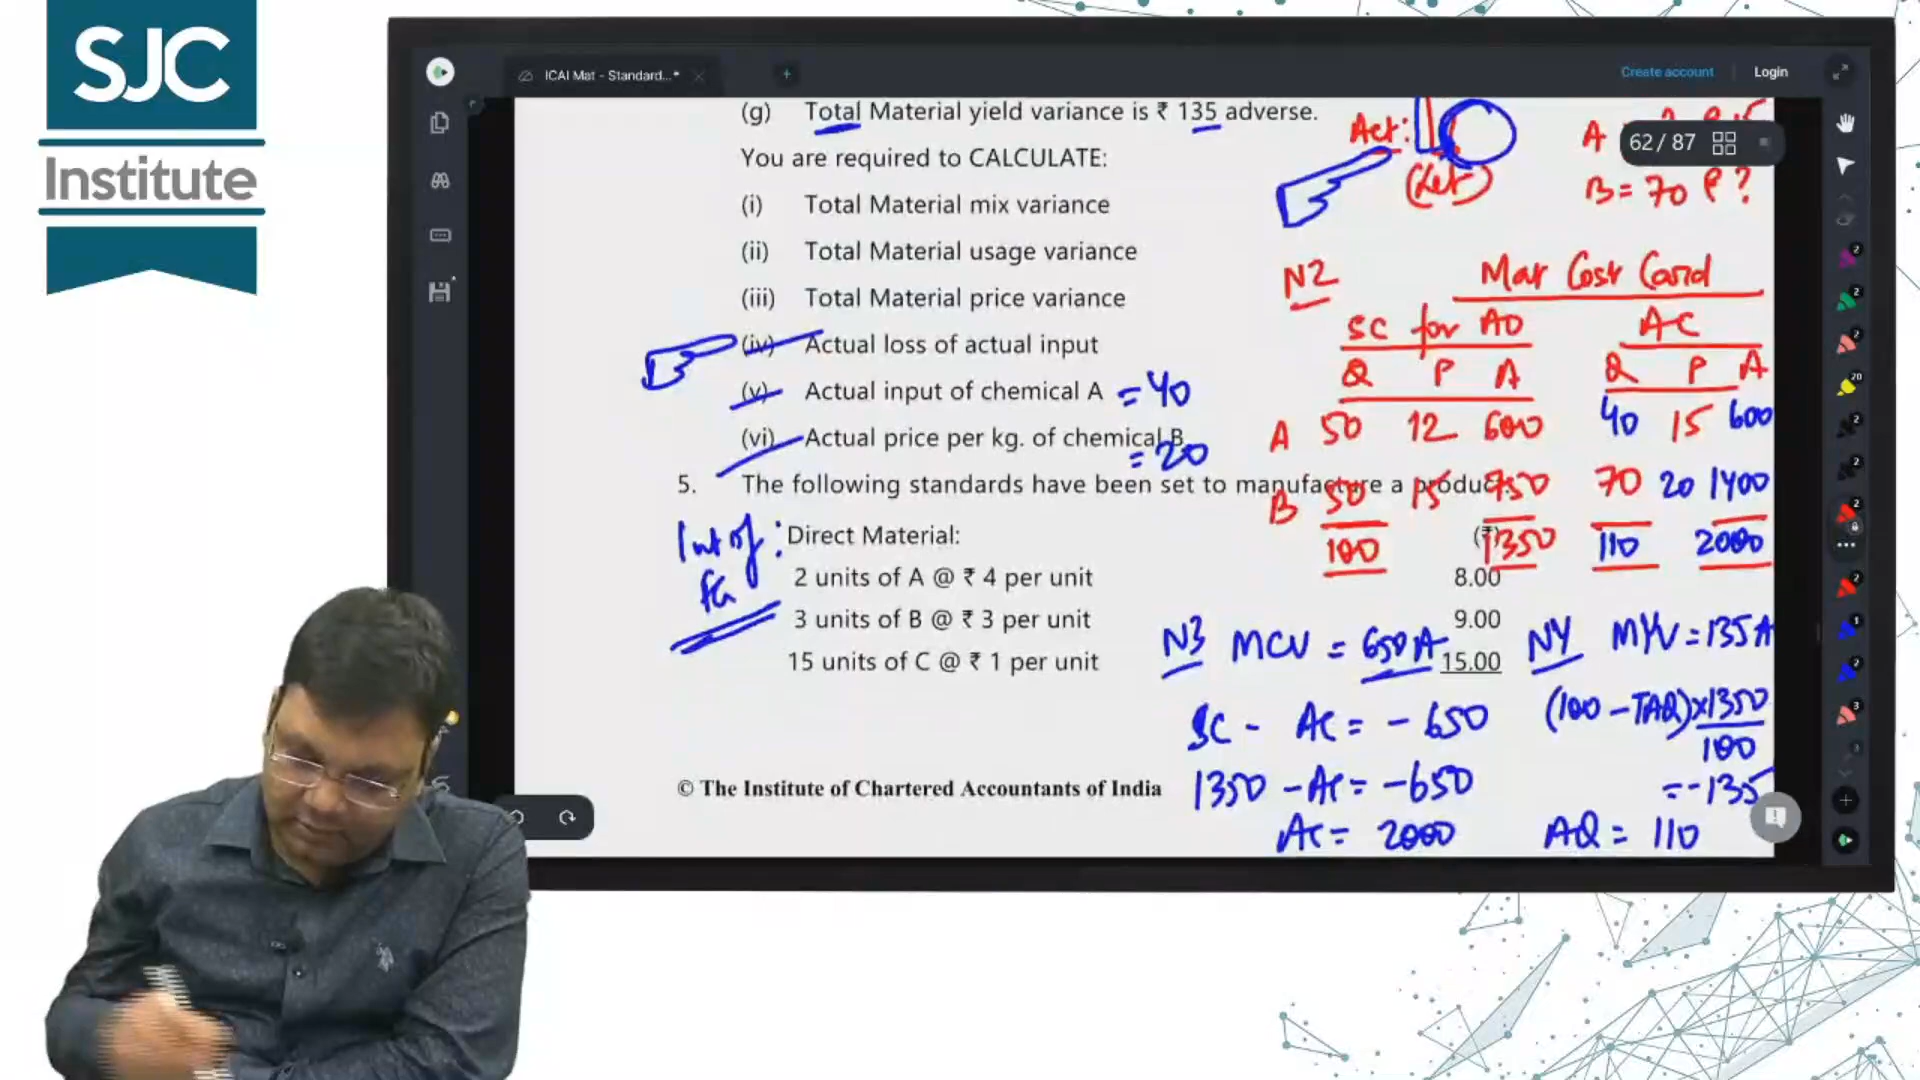 SJC
Institute
ICAI Mat - Standard...*
Create account
Login
62 / 87
(g) Total Material yield variance is ₹ 135 adverse.
You are required to CALCULATE:
(i) Total Material mix variance
(ii) Total Material usage variance
(iii) Total Material price variance
(iv) Actual loss of actual input
(v) Actual input of chemical A = 40
(vi) Actual price per kg. of chemical B = 20
5. The following standards have been set to manufacture a product:
Direct Material: (₹)
2 units of A @ ₹ 4 per unit 8.00
3 units of B @ ₹ 3 per unit 9.00
15 units of C @ ₹ 1 per unit 15.00
© The Institute of Chartered Accountants of India
Act:
(Let)
A
B = 70 @ ?
N2 Mat Cost Card
SC for AO AC
Q P A Q P A
A 50 12 600 40 15 600
B 50 15 750 70 20 1400
100 1350 110 2000
N3 MCV = 650A
SC - AC = - 650
1350 - AC = - 650
AC = 2000
N4 MYV = 135A
(100 - TAQ) x 1350
100
= - 135
AQ = 110